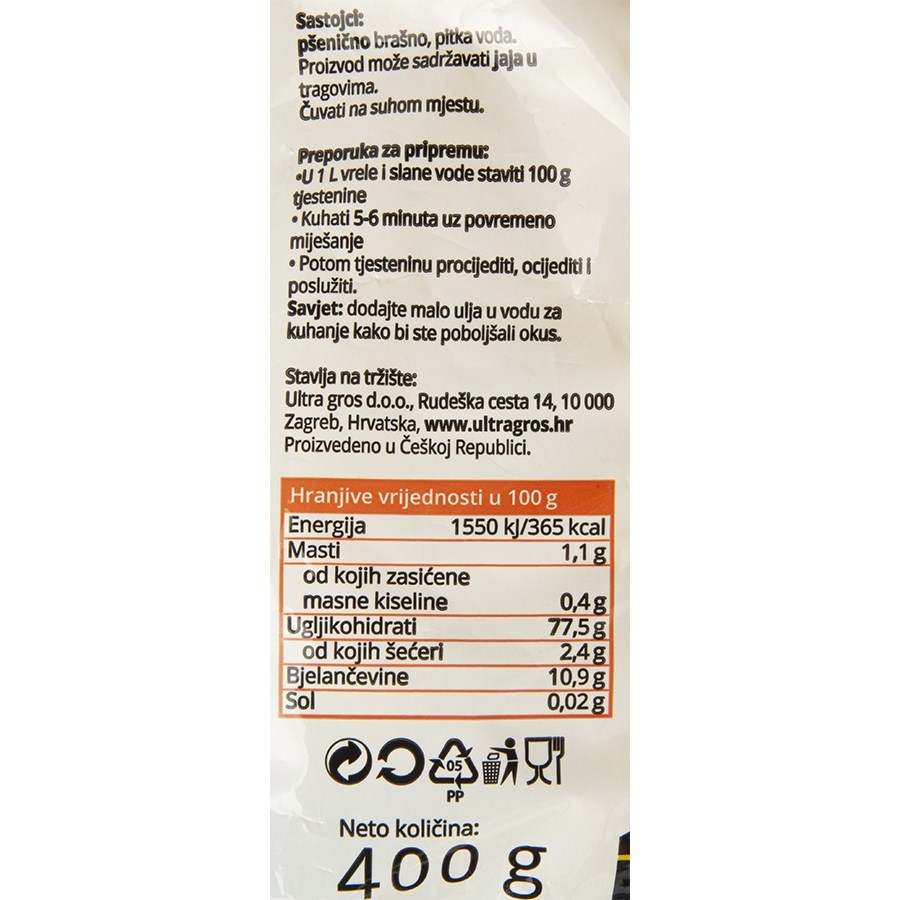 Sastojci:
pšenično brašno, pitka voda.
Proizvod može sadržavati jaja u
tragovima.
Čuvati na suhom mjestu.
Preporuka za pripremu:
•U 1 L vrele i slane vode staviti 100 g
tjestenine
• Kuhati 5-6 minuta uz povremeno
miješanje
• Potom tjesteninu procijediti, ocijediti i
poslužiti.
Savjet: dodajte malo ulja u vodu za
kuhanje kako bi ste poboljšali okus.
Stavlja na tržište:
Ultra gros d.o.o., Rudeška cesta 14, 10 000
Zagreb, Hrvatska, www.ultragros.hr
Proizvedeno u Češkoj Republici.
Hranjive vrijednosti u 100 g
Energija 1550 kJ/365 kcal
Masti 1,1 g
od kojih zasićene
masne kiseline 0,4 g
Ugljikohidrati 77,5 g
od kojih šećeri 2,4 g
Bjelančevine 10,9 g
Sol 0,02 g
05
PP
Neto količina:
400 g